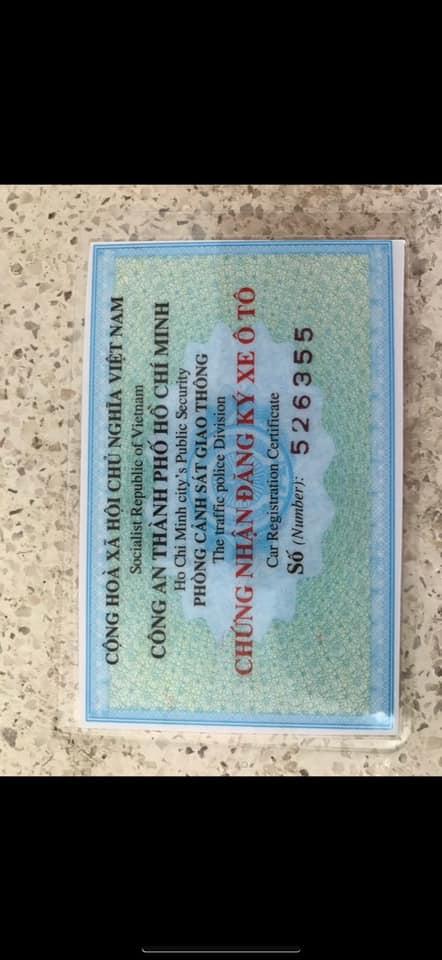 CỘNG HOÀ XÃ HỘI CHỦ NGHĨA VIỆT NAM
Socialist Republic of Vietnam
CÔNG AN THÀNH PHỐ HỒ CHÍ MINH
Ho Chi Minh city's Public Security
PHÒNG CẢNH SÁT GIAO THÔNG
The traffic police Division
CHỨNG NHẬN ĐĂNG KÝ XE Ô TÔ
Car Registration Certificate
Số (Number): 526355